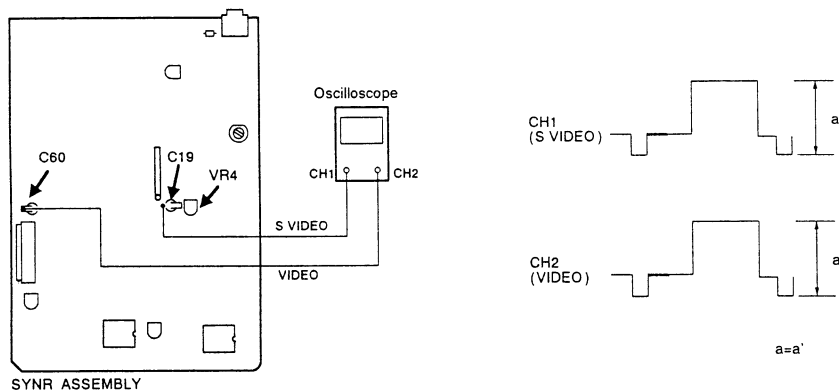 Oscilloscope
C60
C19
VR4
CH1
CH2
S VIDEO
VIDEO
SYNR ASSEMBLY
CH1
(S VIDEO)
a
CH2
(VIDEO)
a
a=a'